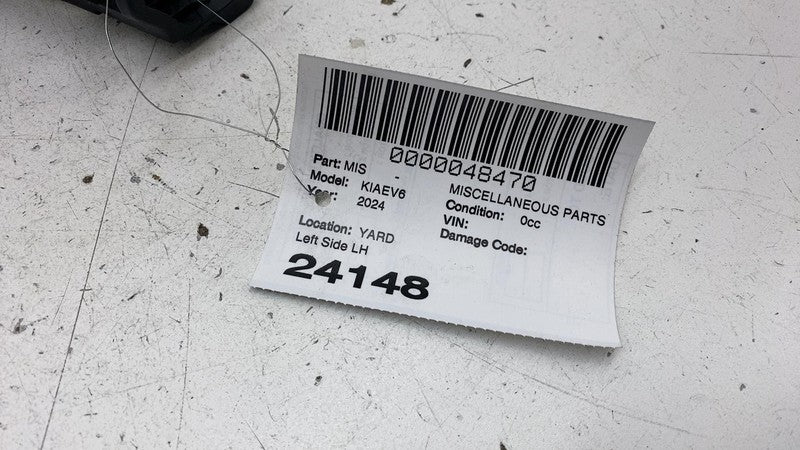 0000048470
Part: MIS -
MISCELLANEOUS PARTS
Model: KIAEV6
Condition: 0cc
Year: 2024
VIN:
Damage Code:
Location: YARD
Left Side LH
24148